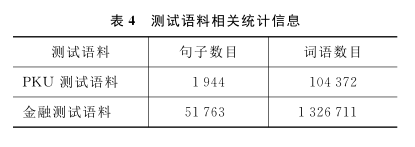 表 4 测试语料相关统计信息
测试语料 句子数目 词语数目
PKU 测试语料 1 944 104 372
金融测试语料 51 763 1 326 711